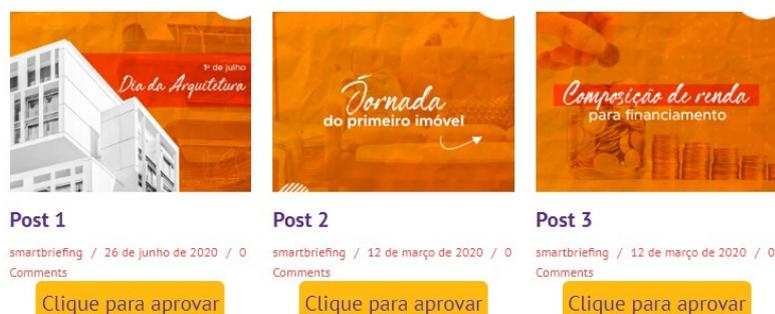 1º de julho
Dia da Arquitetura
Jornada
do primeiro imóvel
Composição de renda
para financiamento
Post 1
smartbriefing / 26 de junho de 2020 / 0
Comments
Clique para aprovar
Post 2
smartbriefing / 12 de março de 2020 / 0
Comments
Clique para aprovar
Post 3
smartbriefing / 12 de março de 2020 / 0
Comments
Clique para aprovar